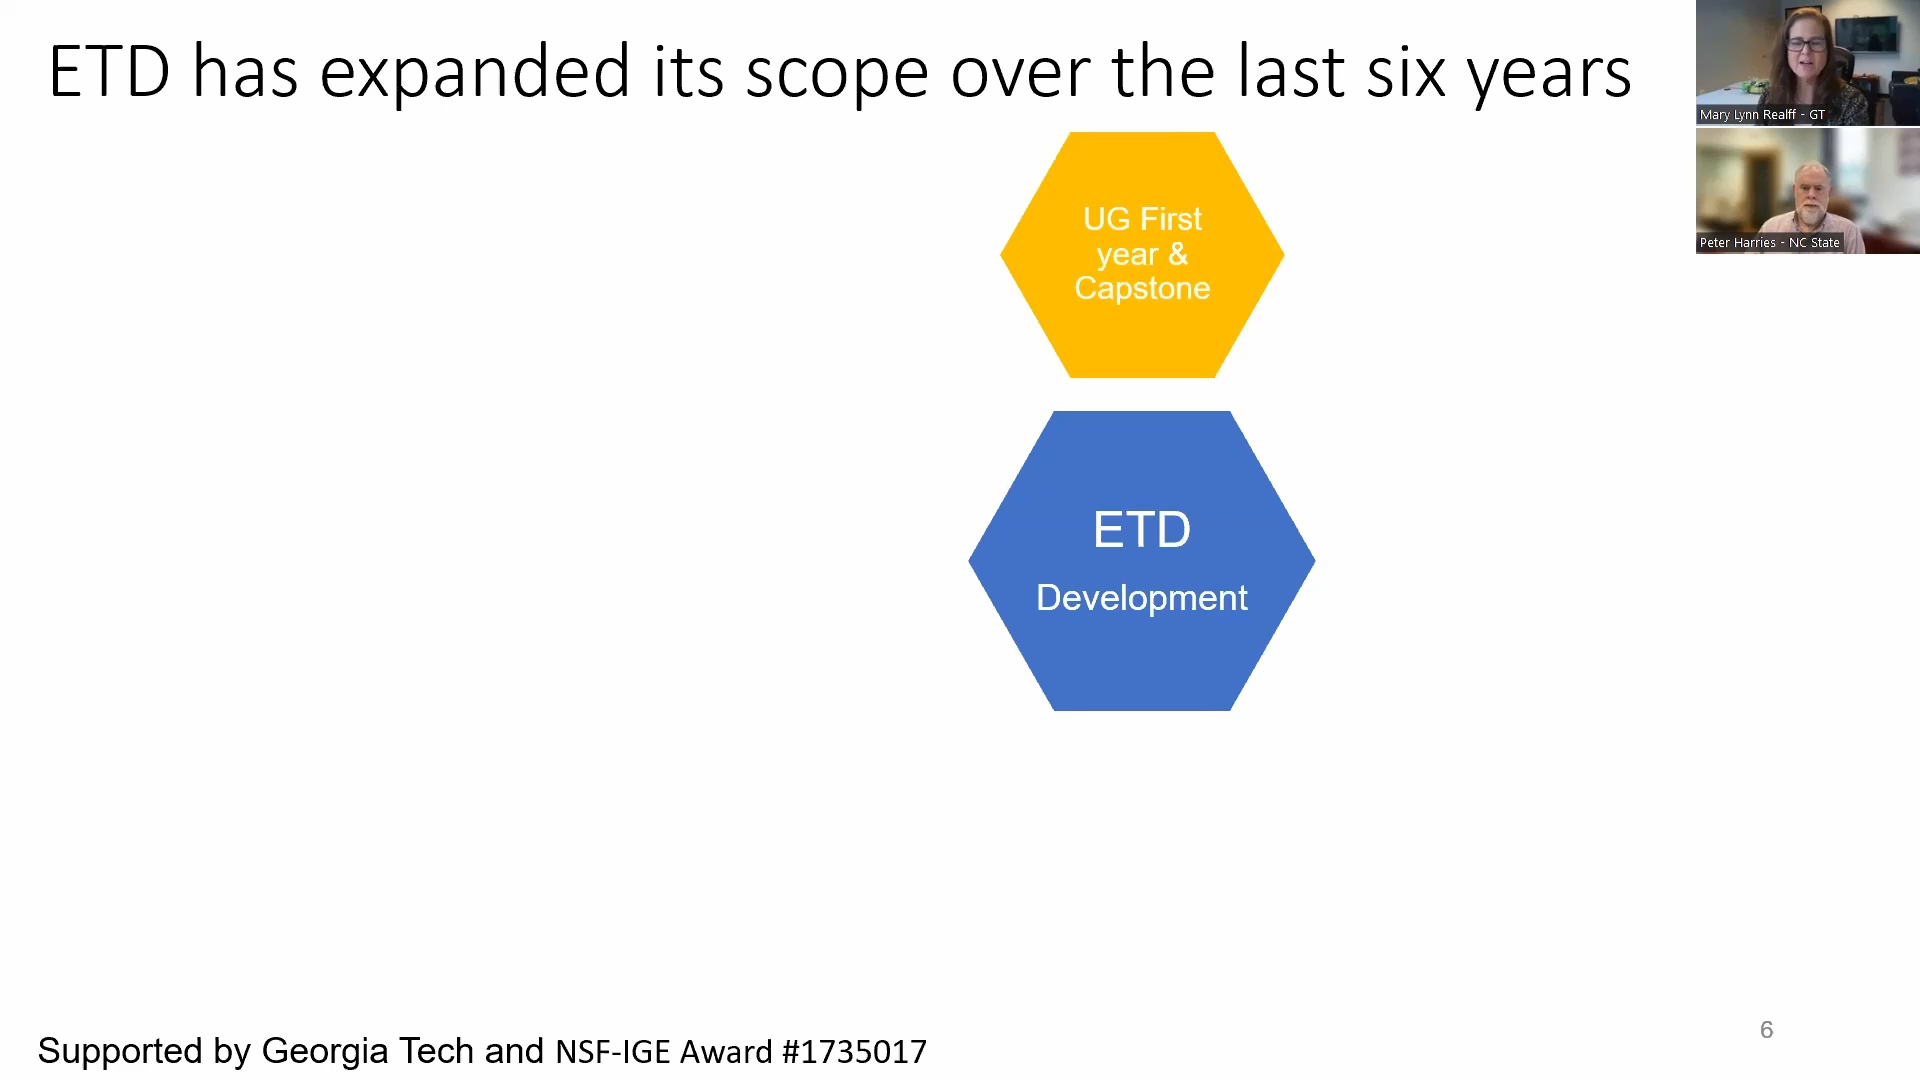 ETD has expanded its scope over the last six years
Mary Lynn Realff - GT
Peter Harries - NC State
UG First
year &
Capstone
ETD
Development
6
Supported by Georgia Tech and NSF-IGE Award #1735017